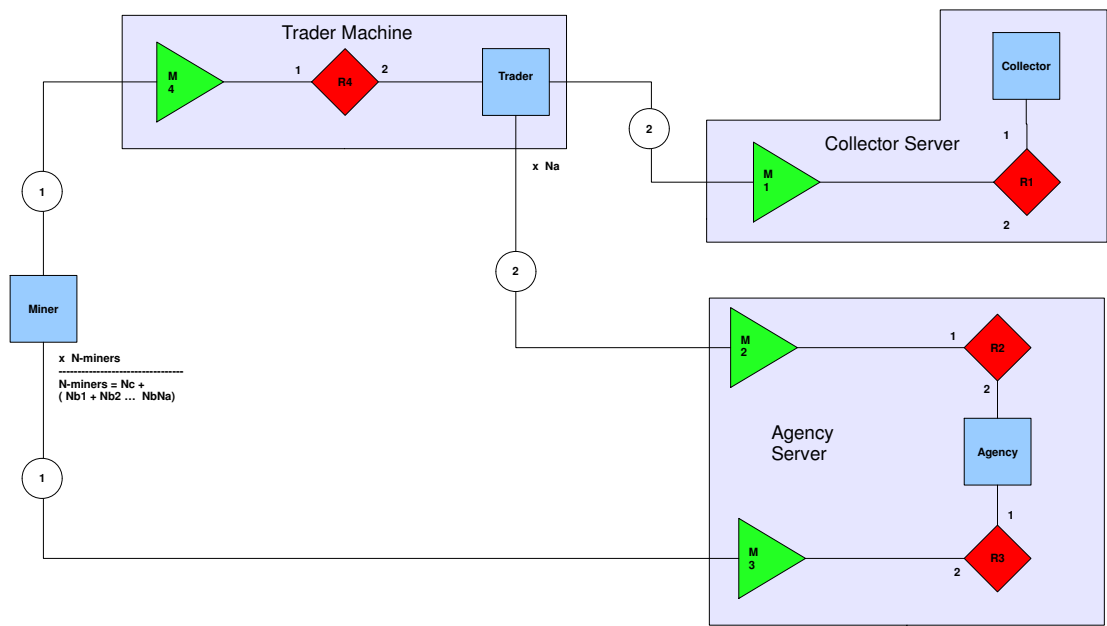 Trader Machine
M
4
1
R4
2
Trader
2
x Na
Collector
1
Collector Server
M
1
R1
2
1
2
Miner
x N-miners
---------------------------------
N-miners = Nc +
( Nb1 + Nb2 ... NbNa)
M
2
1
R2
2
Agency
Server
Agency
1
1
M
3
2
R3